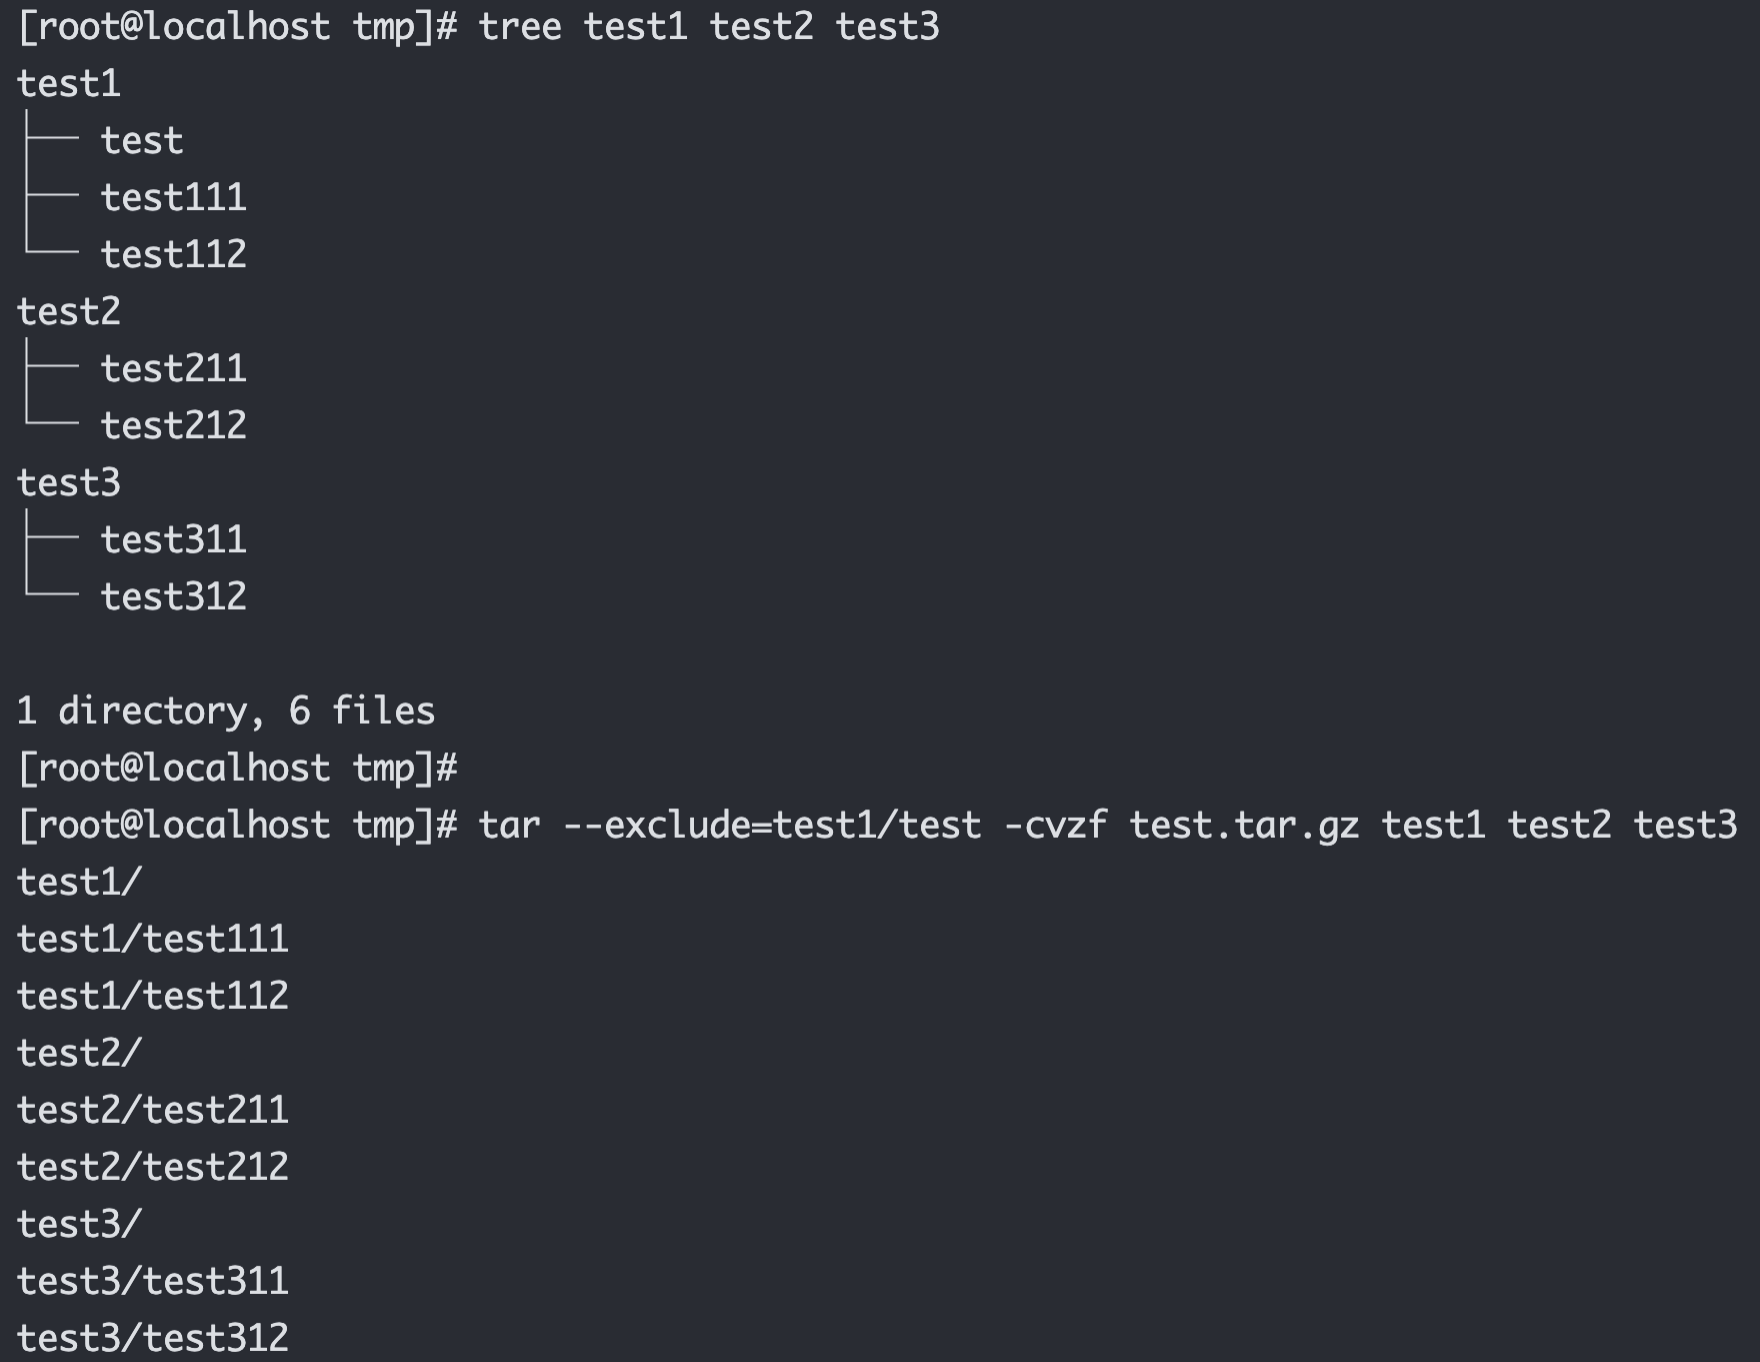 [root@localhost tmp]# tree test1 test2 test3
test1
├── test
├── test111
└── test112
test2
├── test211
└── test212
test3
├── test311
└── test312

1 directory, 6 files
[root@localhost tmp]#
[root@localhost tmp]# tar --exclude=test1/test -cvzf test.tar.gz test1 test2 test3
test1/
test1/test111
test1/test112
test2/
test2/test211
test2/test212
test3/
test3/test311
test3/test312